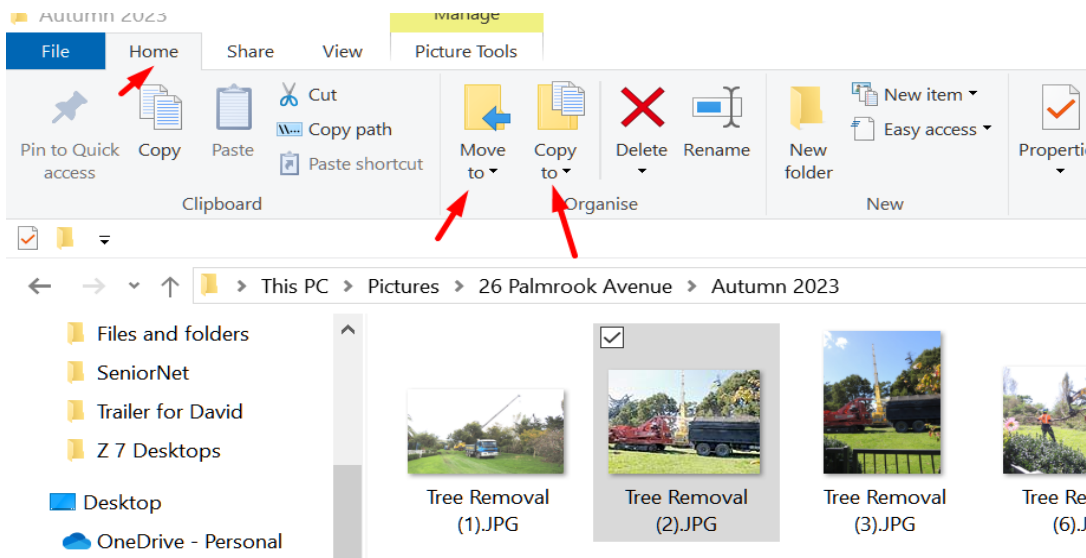 Autumn 2023
Manage
File
Home
Share
View
Picture Tools
Pin to Quick
access
Copy
Paste
Cut
Copy path
Paste shortcut
Move
to
Copy
to
Delete
Rename
New
folder
New item
Easy access
Properti
Clipboard
Organise
New
This PC > Pictures > 26 Palmrook Avenue > Autumn 2023
Files and folders
SeniorNet
Trailer for David
Z 7 Desktops
Desktop
OneDrive - Personal
Tree Removal
(1).JPG
Tree Removal
(2).JPG
Tree Removal
(3).JPG
Tree Re
(6).J